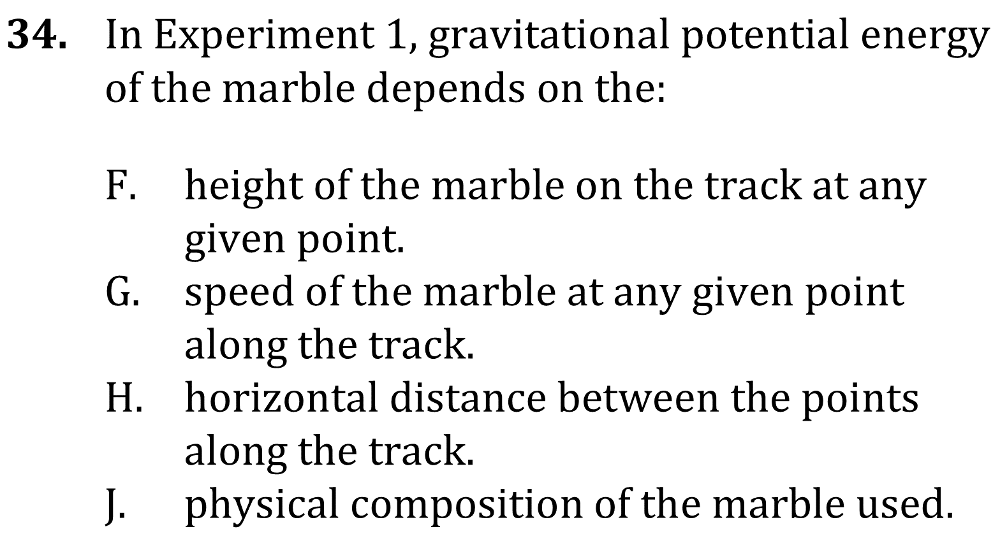 34. In Experiment 1, gravitational potential energy
of the marble depends on the:
F. height of the marble on the track at any
given point.
G. speed of the marble at any given point
along the track.
H. horizontal distance between the points
along the track.
J. physical composition of the marble used.